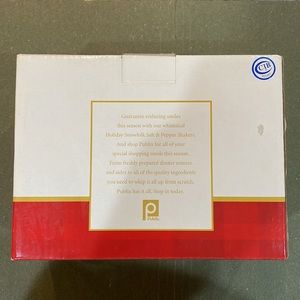 CIB
Guarantee enduring smiles
this season with our whimsical
Holiday Snowfolk Salt & Pepper Shakers.
And shop Publix for all of your
special shopping needs this season.
From freshly prepared dinner entrees
and sides to all of the quality ingredients
you need to whip it all up from scratch,
Publix has it all. Stop in today.
P
Publix